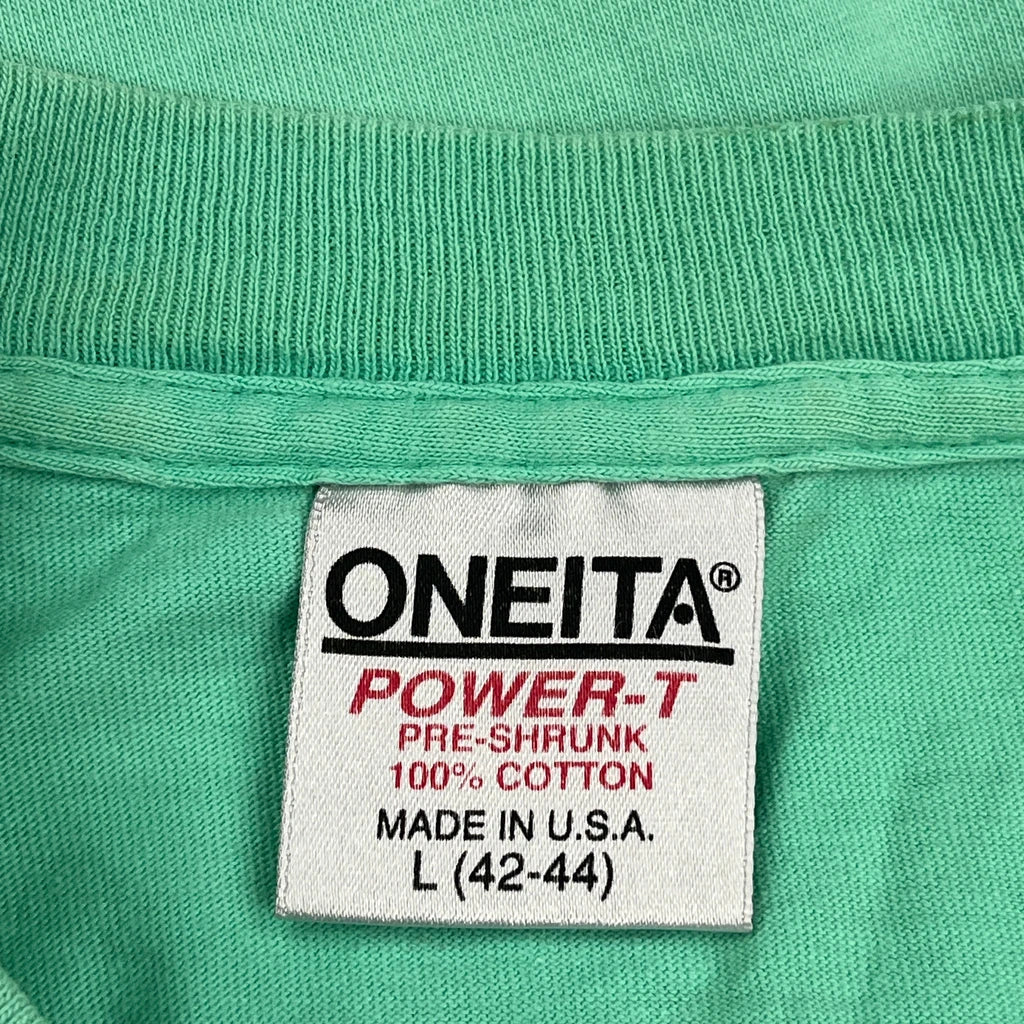 ONEITA®
POWER-T
PRE-SHRUNK
100% COTTON
MADE IN U.S.A.
L (42-44)